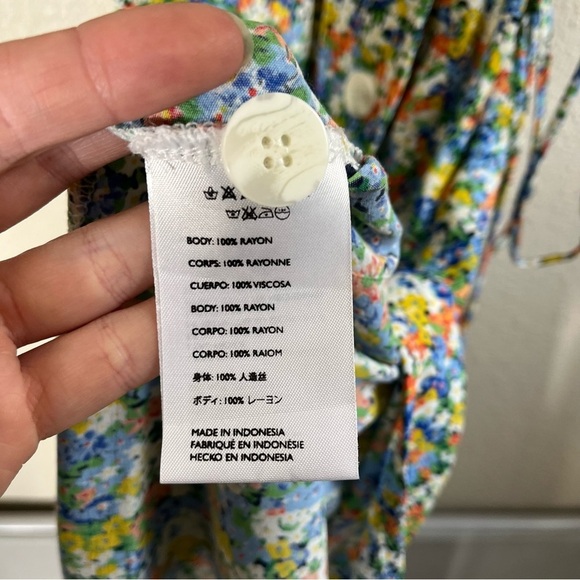 BODY: 100% RAYON
CORPS: 100% RAYONNE
CUERPO: 100% VISCOSA
BODY: 100% RAYON
CORPO: 100% RAYON
CORPO: 100% RAIOM
身体: 100% 人造丝
ボディ: 100% レーヨン
MADE IN INDONESIA
FABRIQUÉ EN INDONÉSIE
HECKO EN INDONESIA